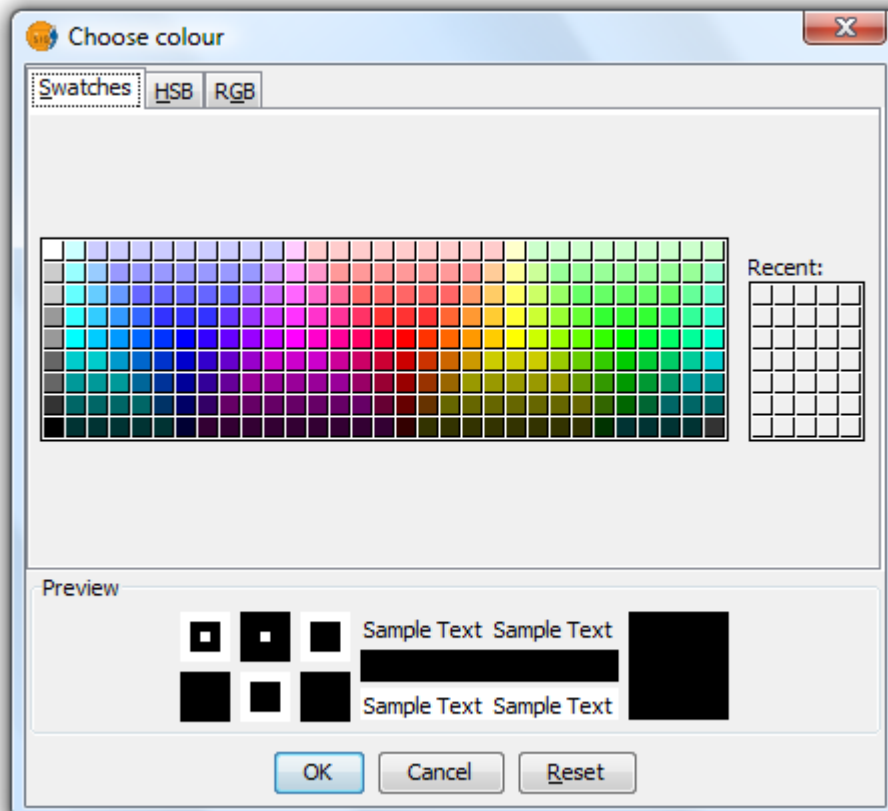 Choose colour
Swatches HSB RGB
Recent:
Preview
Sample Text Sample Text
Sample Text Sample Text
OK Cancel Reset